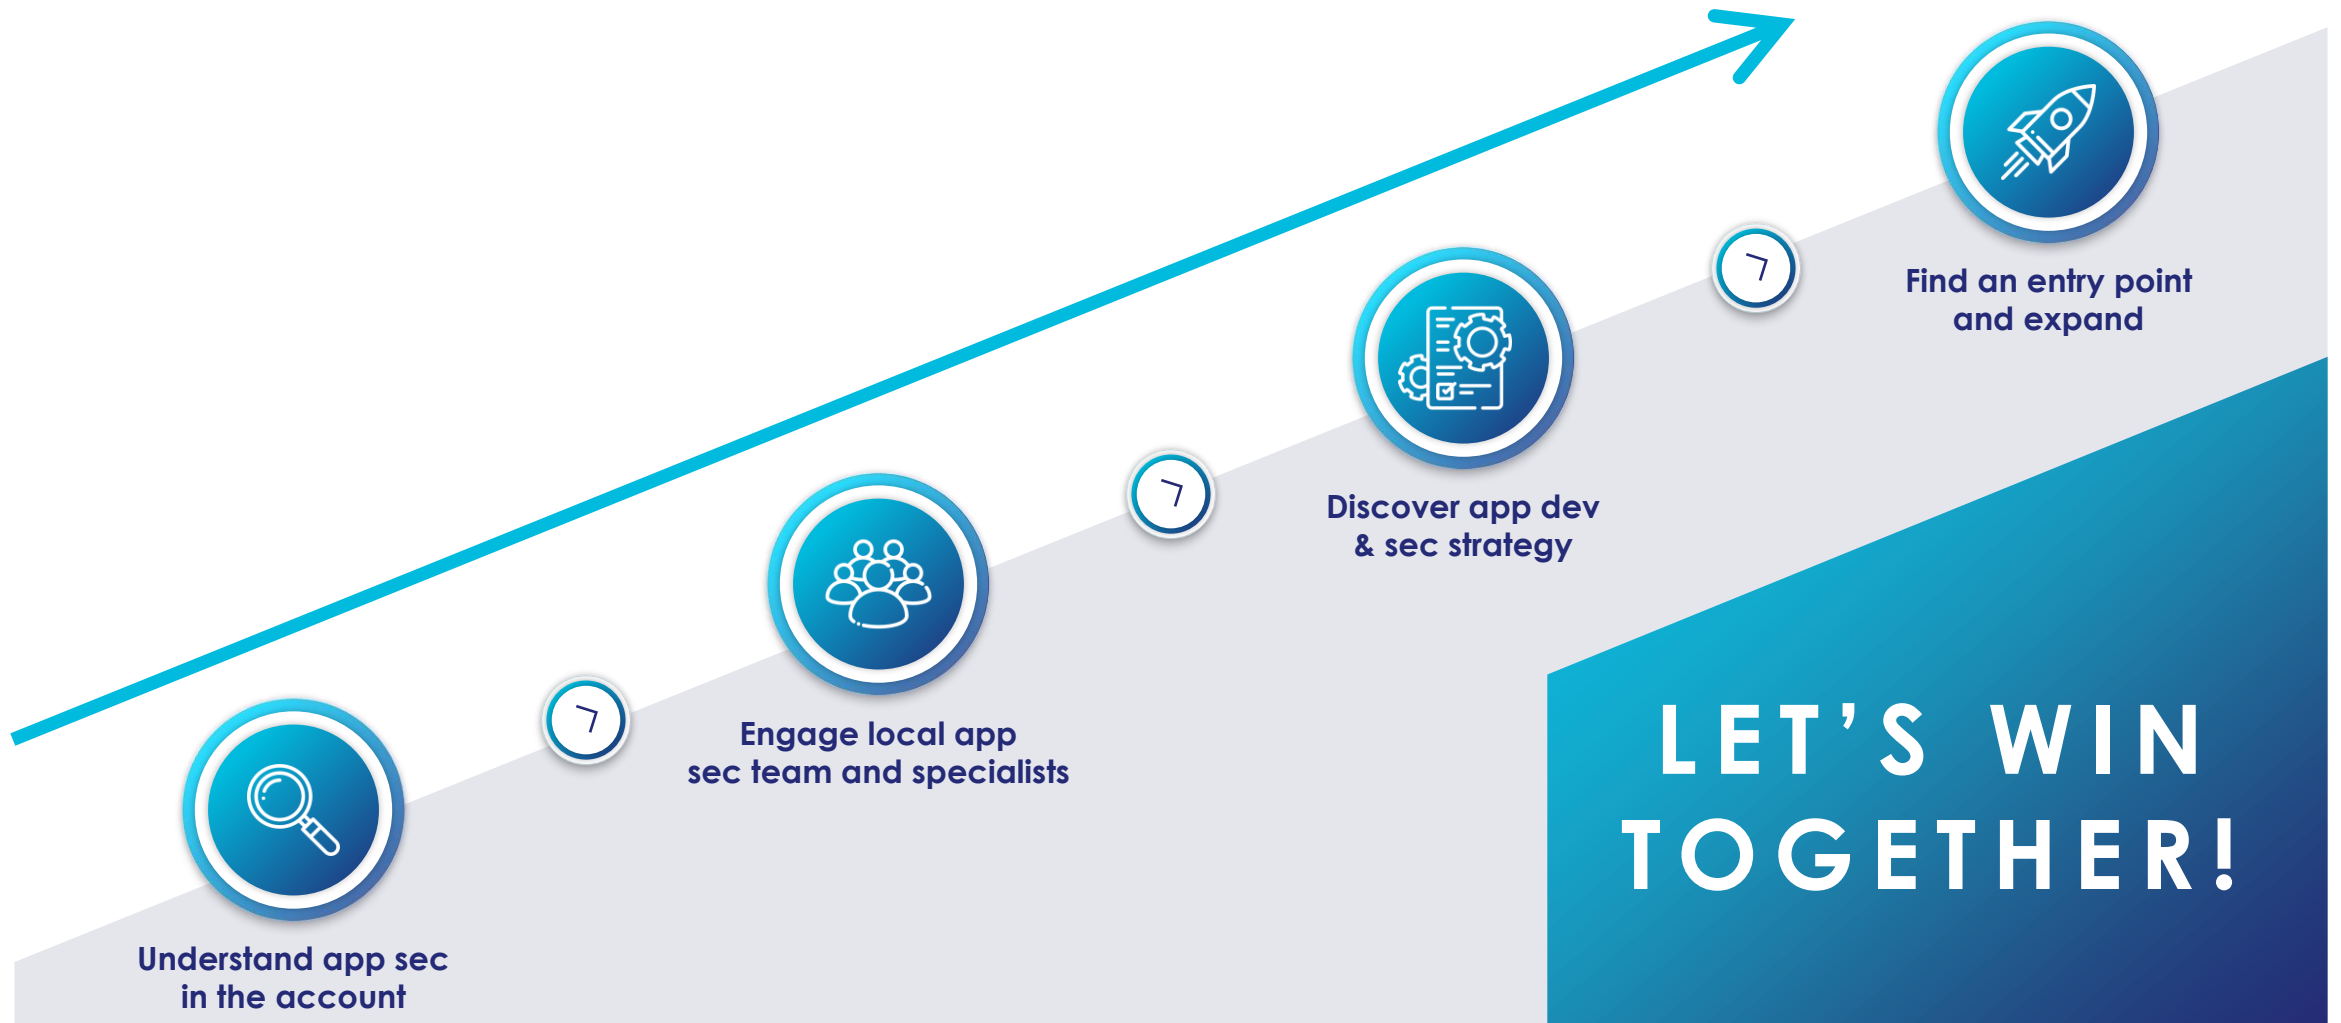 Understand app sec
in the account
Engage local app
sec team and specialists
Discover app dev
& sec strategy
Find an entry point
and expand
LET’S WIN
TOGETHER!